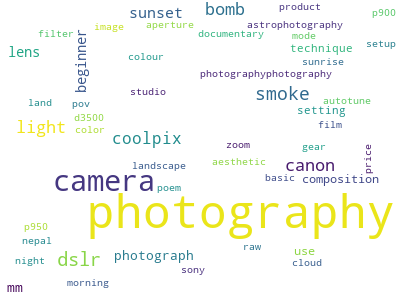 product
p900
sunset
bomb
image
aperture
astrophotography
filter
documentary
mode
setup
lens
beginner
colour
technique
sunrise
photographyphotography
studio
smoke
autotune
land
pov
setting
d3500
film
light
color
coolpix
zoom
gear
price
landscape
aesthetic
canon
camera
poem
basic
composition
photography
p950
nepal
raw
use
night
dslr
photograph
sony
cloud
mm
morning